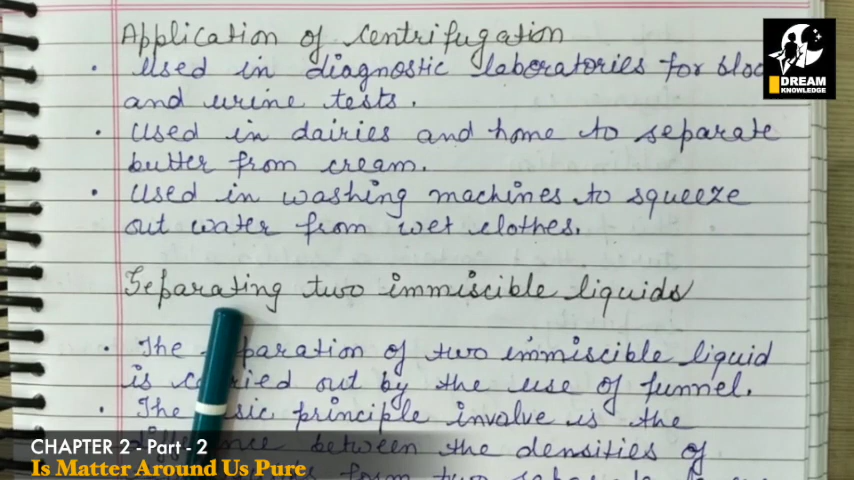 Application of centrifugation
• Used in diagnostic laboratories for
and urine tests.
• Used in dairies and home to separate
butter from cream.
• Used in washing machines to squeeze
out water from wet clothes.
Separating two immiscible liquids
• The paration of two immiscible liquid
is out by the use of funnel.
• The principle involve is the
between the densities of
form two
DREAM
KNOWLEDGE
CHAPTER 2 - Part - 2
Is Matter Around Us Pure